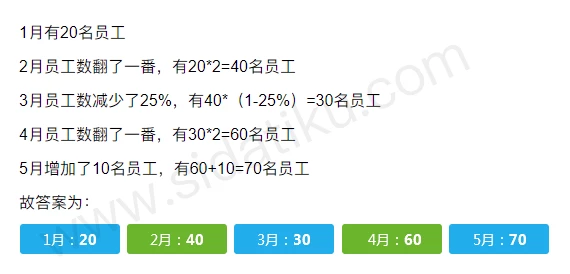 1月有20名员工
2月员工数翻了一番，有20*2=40名员工
3月员工数减少了25%，有40*（1-25%）=30名员工
4月员工数翻了一番，有30*2=60名员工
5月增加了10名员工，有60+10=70名员工
故答案为：
1月：20 2月：40 3月：30 4月：60 5月：70
www.sidatiku.com